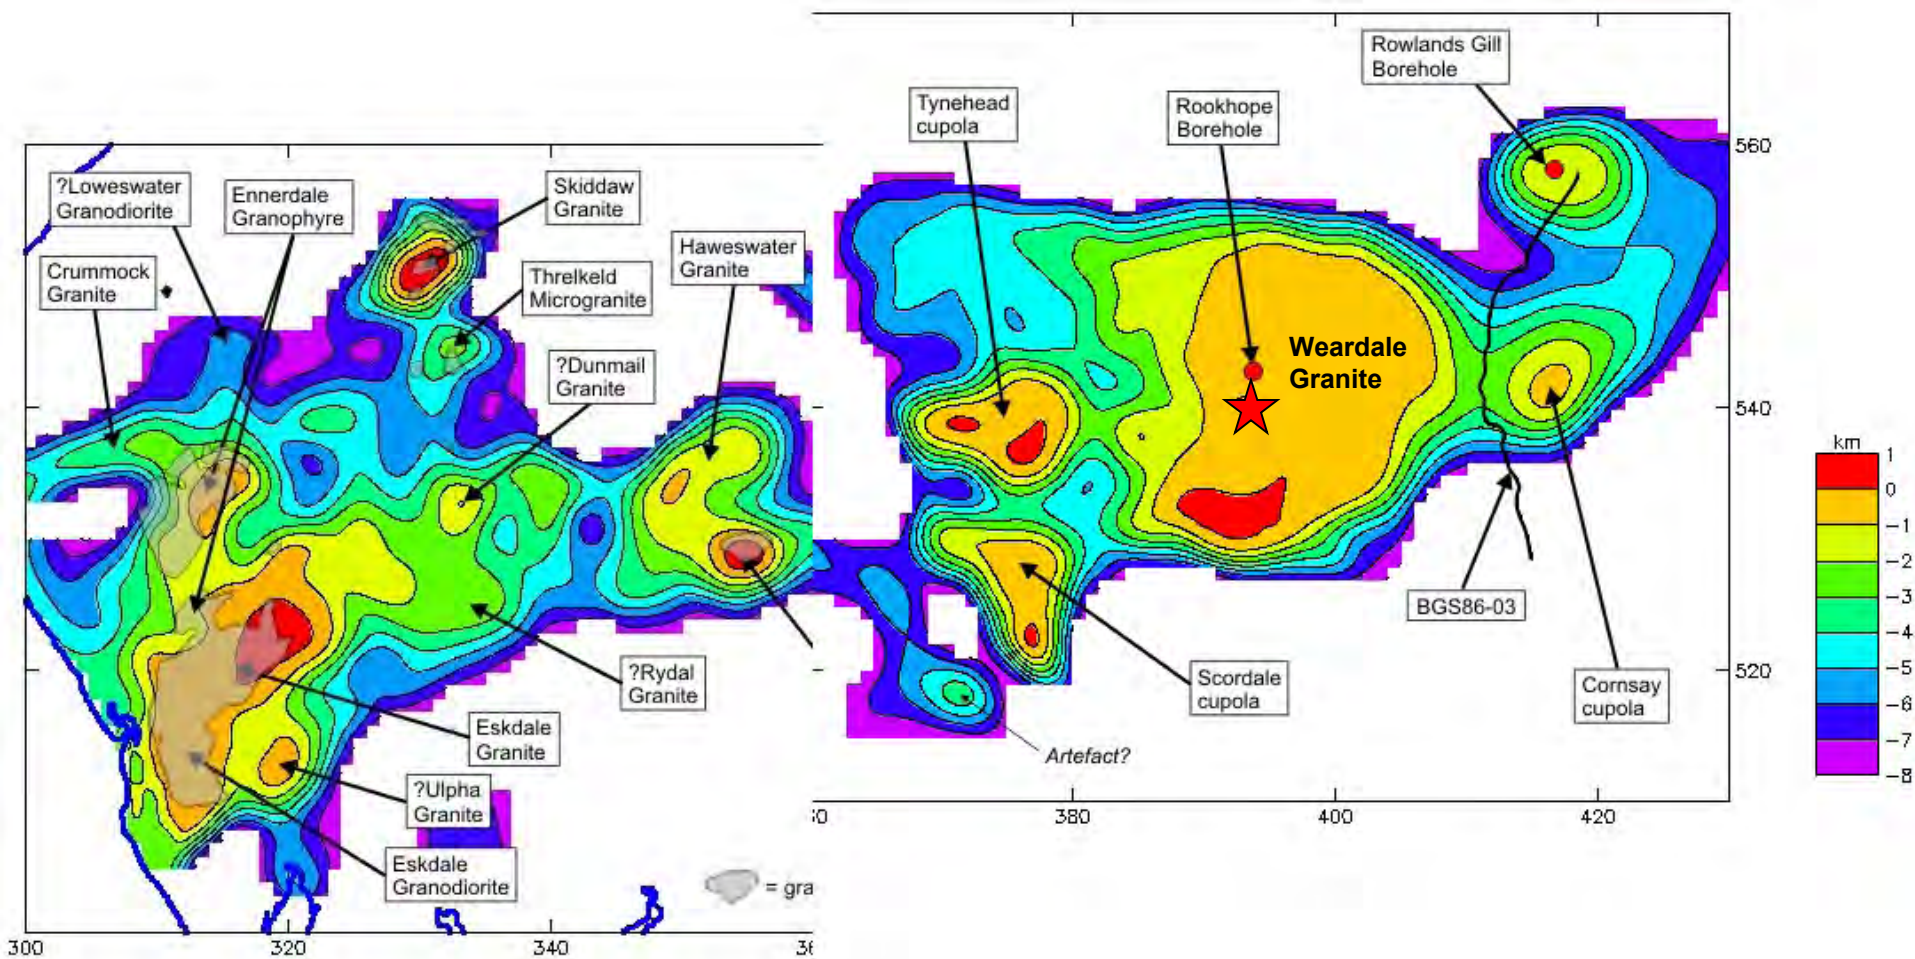 Rowlands Gill
Borehole
Tynehead
cupola
Rookhope
Borehole
560
?Loweswater
Granodiorite
Ennerdale
Granophyre
Skiddaw
Granite
Haweswater
Granite
Crummock
Granite
Threlkeld
Microgranite
?Dunmail
Granite
Weardale
Granite
540
km
1
0
-1
-2
-3
-4
-5
-6
-7
-8
BGS86-03
?Rydal
Granite
Scordale
cupola
520
Cornsay
cupola
Eskdale
Granite
Artefact?
?Ulpha
Granite
380
400
420
Eskdale
Granodiorite
= gra
300
320
340